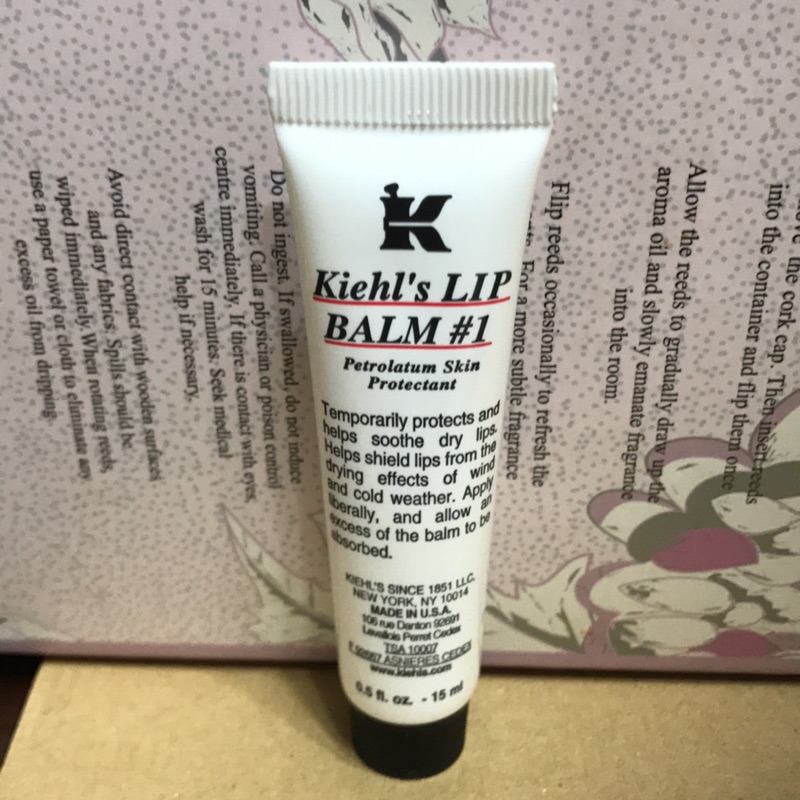 K
Kiehl's LIP
BALM #1
Petrolatum Skin
Protectant
Temporarily protects and
helps soothe dry lips.
Helps shield lips from the
drying effects of wind
and cold weather. Apply
liberally, and allow an
excess of the balm to be
absorbed.
KIEHL'S SINCE 1851 LLC.
NEW YORK, NY 10014
MADE IN U.S.A.
106 rue Danton 92691
Levallois Perret Cedex
TSA 10007
F 92667 ASNIERES CEDEX
www.kiehls.com
0.5 fl. oz. - 15 ml
the cork cap. Then insert reeds
into the container and flip them once
Allow the reeds to gradually draw up the
aroma oil and slowly emanate fragrance
into the room.
Flip reeds occasionally to refresh the
For a more subtle fragrance
Do not ingest. If swallowed, do not induce
vomiting. Call a physician or poison control
centre immediately. If there is contact with eyes,
wash for 15 minutes. Seek medical
help if necessary.
Avoid direct contact with wooden surfaces
and any fabrics. Spills should be
wiped immediately. When rotating reeds,
use a paper towel or cloth to eliminate any
excess oil from dripping.